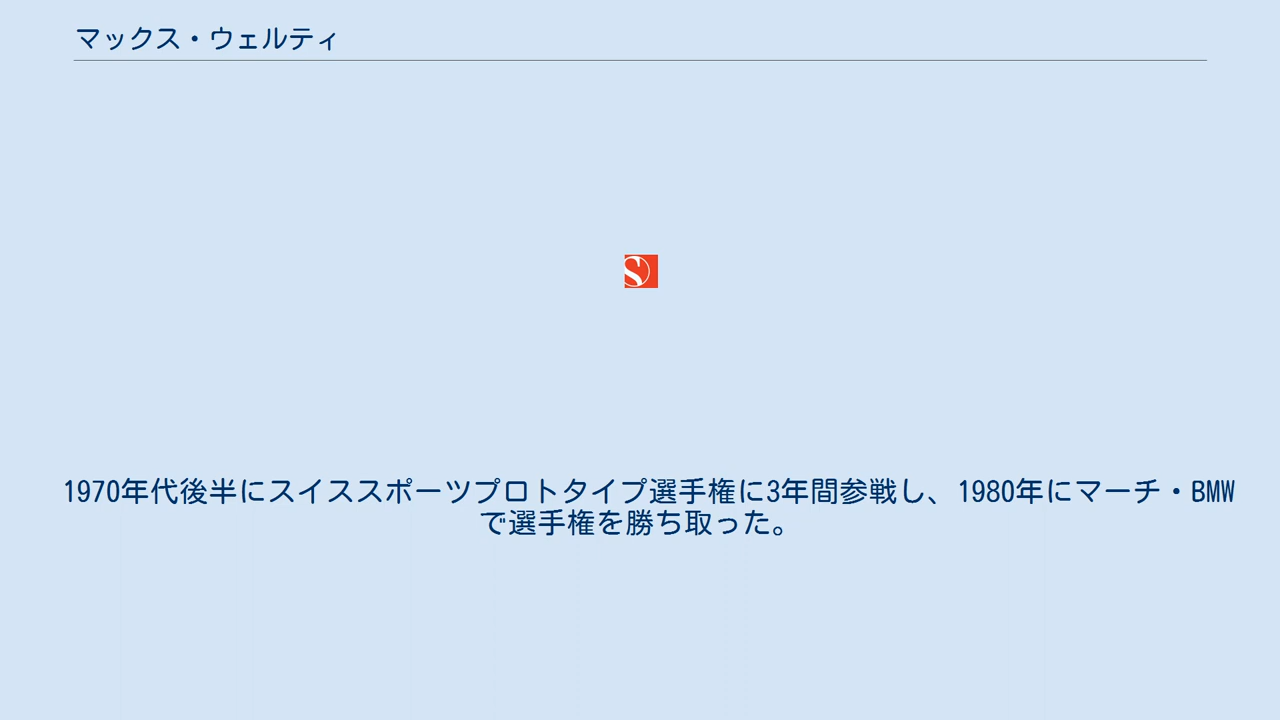 マックス・ウェルティ
S
1970年代後半にスイススポーツプロトタイプ選手権に3年間参戦し、1980年にマーチ・BMW
で選手権を勝ち取った。